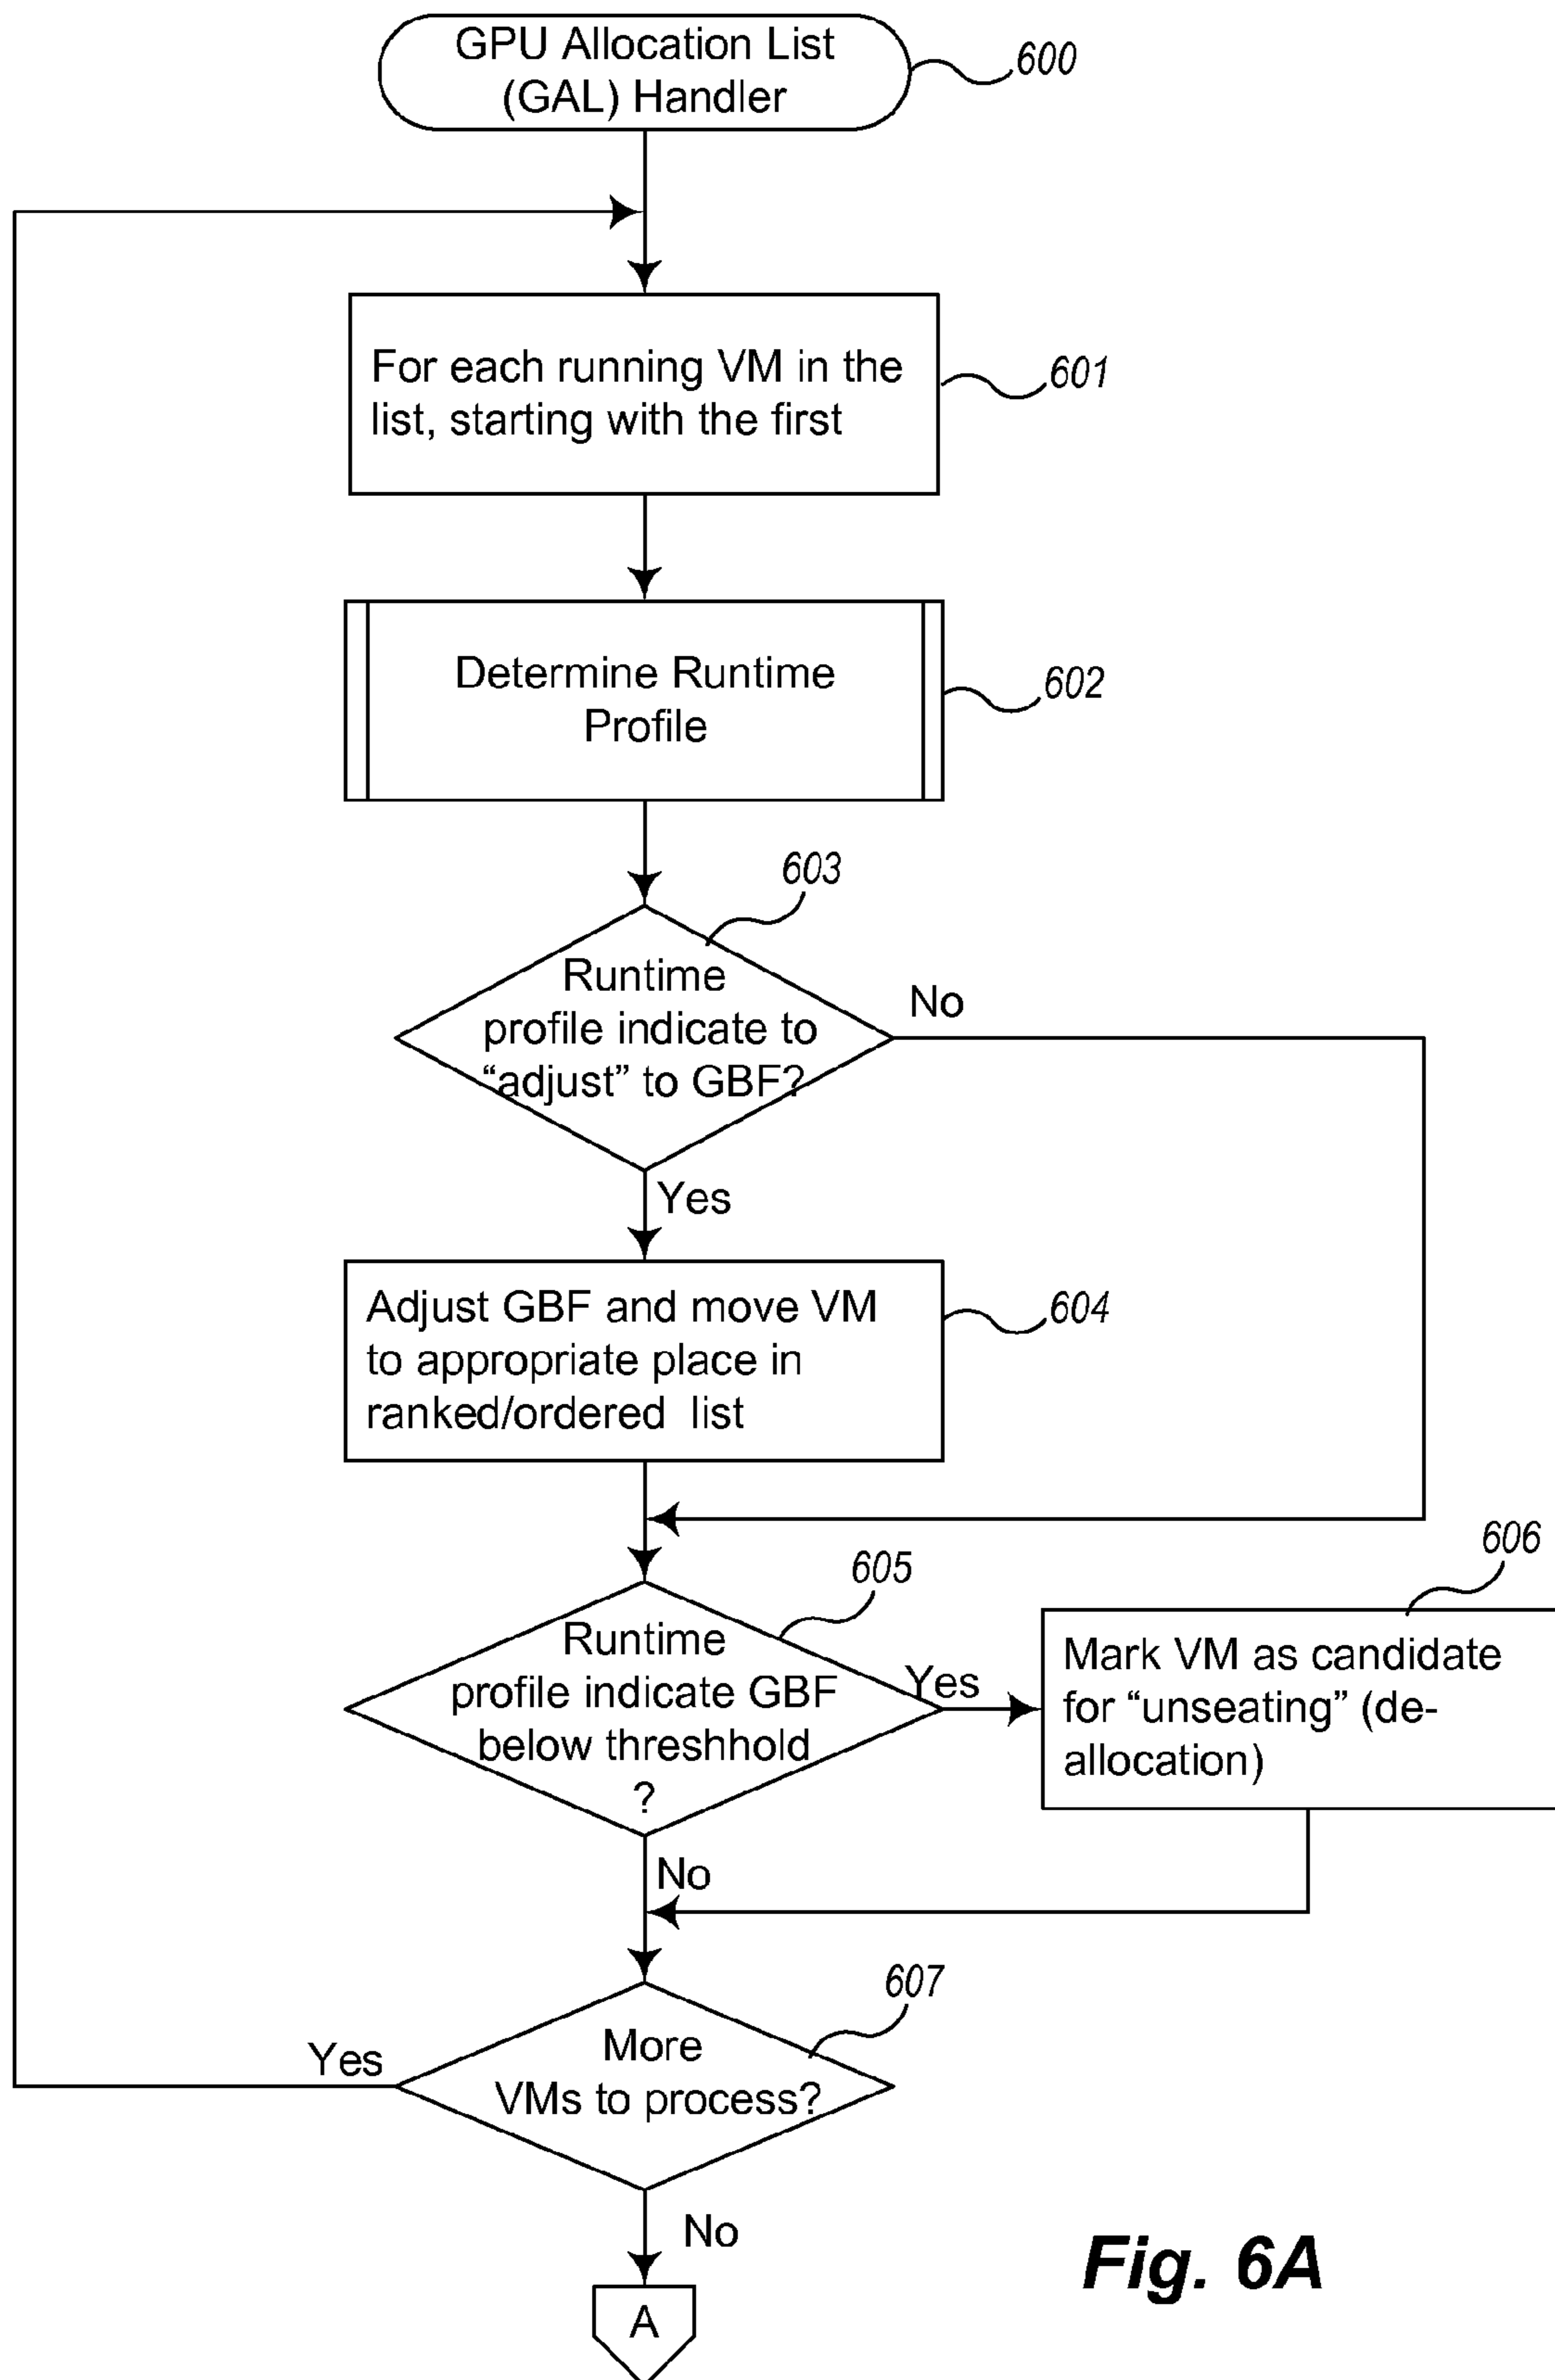 GPU Allocation List
(GAL) Handler
600
For each running VM in the
list, starting with the first
601
Determine Runtime
Profile
602
603
Runtime
profile indicate to
“adjust” to GBF?
No
Yes
Adjust GBF and move VM
to appropriate place in
ranked/ordered list
604
605
Runtime
profile indicate GBF
below threshhold
?
Yes
606
Mark VM as candidate
for “unseating” (de-
allocation)
No
607
More
VMs to process?
Yes
No
A
Fig. 6A